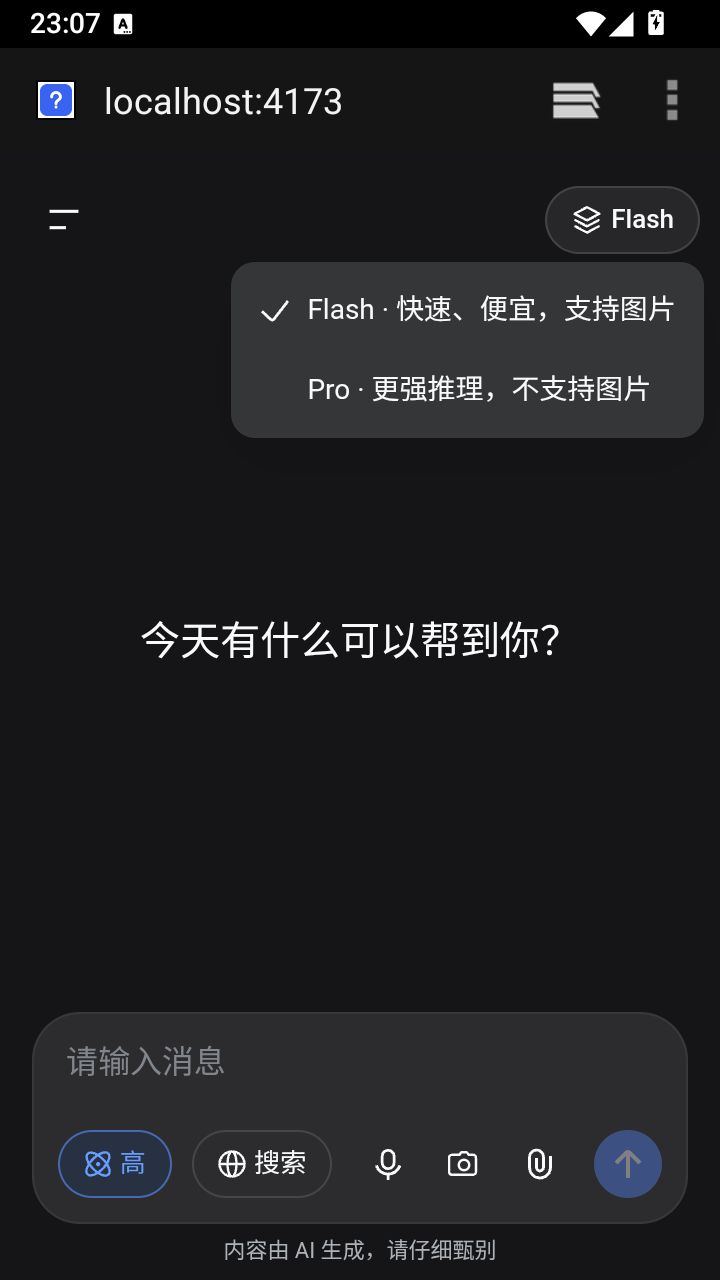 23:07
localhost:4173
Flash
Flash · 快速、便宜，支持图片
Pro · 更强推理，不支持图片
今天有什么可以帮到你？
请输入消息
高
搜索
内容由 AI 生成，请仔细甄别